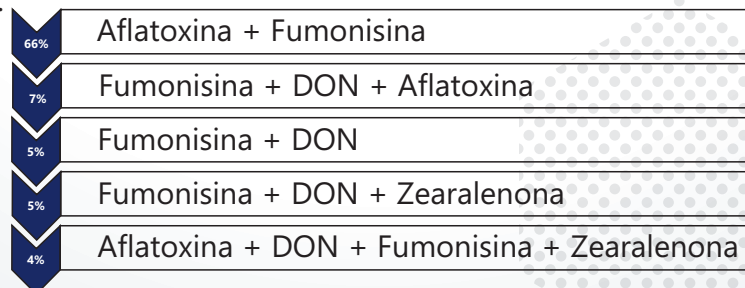 66% Aflatoxina + Fumonisina
7% Fumonisina + DON + Aflatoxina
5% Fumonisina + DON
5% Fumonisina + DON + Zearalenona
4% Aflatoxina + DON + Fumonisina + Zearalenona